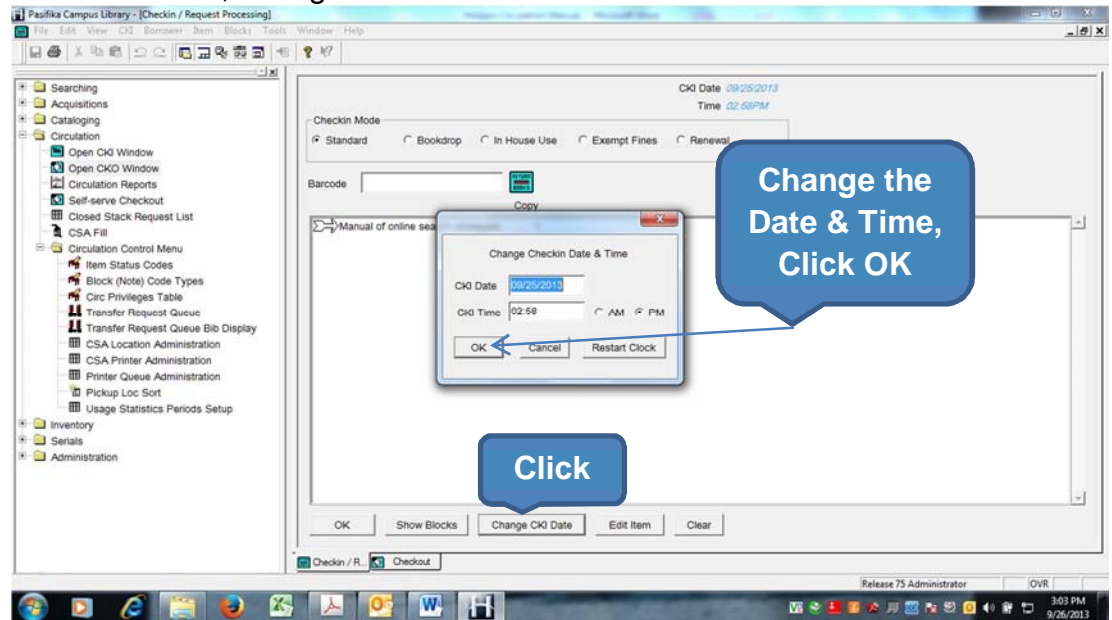 Pasifika Campus Library - [Checkin / Request Processing]
File Edit View CKI Borrower Item Blocks Tools Window Help
CKI Date 09/25/2013
Time 02:58PM
Searching
Acquisitions
Cataloging
Circulation
Open CKI Window
Open CKO Window
Circulation Reports
Self-serve Checkout
Closed Stack Request List
CSA Fill
Circulation Control Menu
Item Status Codes
Block (Note) Code Types
Circ Privileges Table
Transfer Request Queue
Transfer Request Queue Bib Display
CSA Location Administration
CSA Printer Administration
Printer Queue Administration
Pickup Loc Sort
Usage Statistics Periods Setup
Inventory
Serials
Administration
Checkin Mode
Standard Bookdrop In House Use Exempt Fines Renewal
Barcode
Copy
Manual of online sea
Change Checkin Date & Time
CKI Date 09/25/2013
CKI Time 02:58 AM PM
OK Cancel Restart Clock
Change the
Date & Time,
Click OK
Click
OK Show Blocks Change CKI Date Edit Item Clear
Checkin / R... Checkout
Release 75 Administrator OVR
3:03 PM
9/26/2013